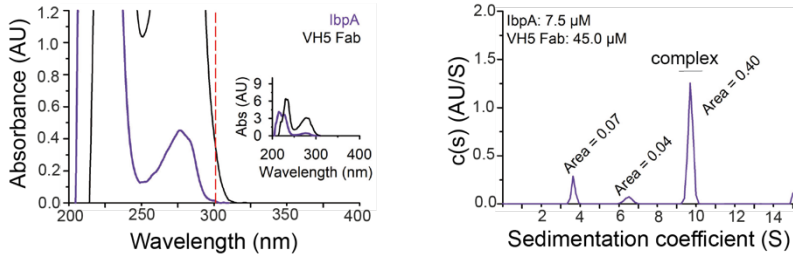 Absorbance (AU)
1.2
1.0
0.8
0.6
0.4
0.2
0.0
200 250 300 350 400
Wavelength (nm)
IbpA
VH5 Fab
Abs (AU)
9
6
3
0
200 300 400
Wavelength (nm)
c(s) (AU/S)
2.0
1.5
1.0
0.5
0.0
2 4 6 8 10 12 14
Sedimentation coefficient (S)
IbpA: 7.5 µM
VH5 Fab: 45.0 µM
complex
Area = 0.07
Area = 0.04
Area = 0.40